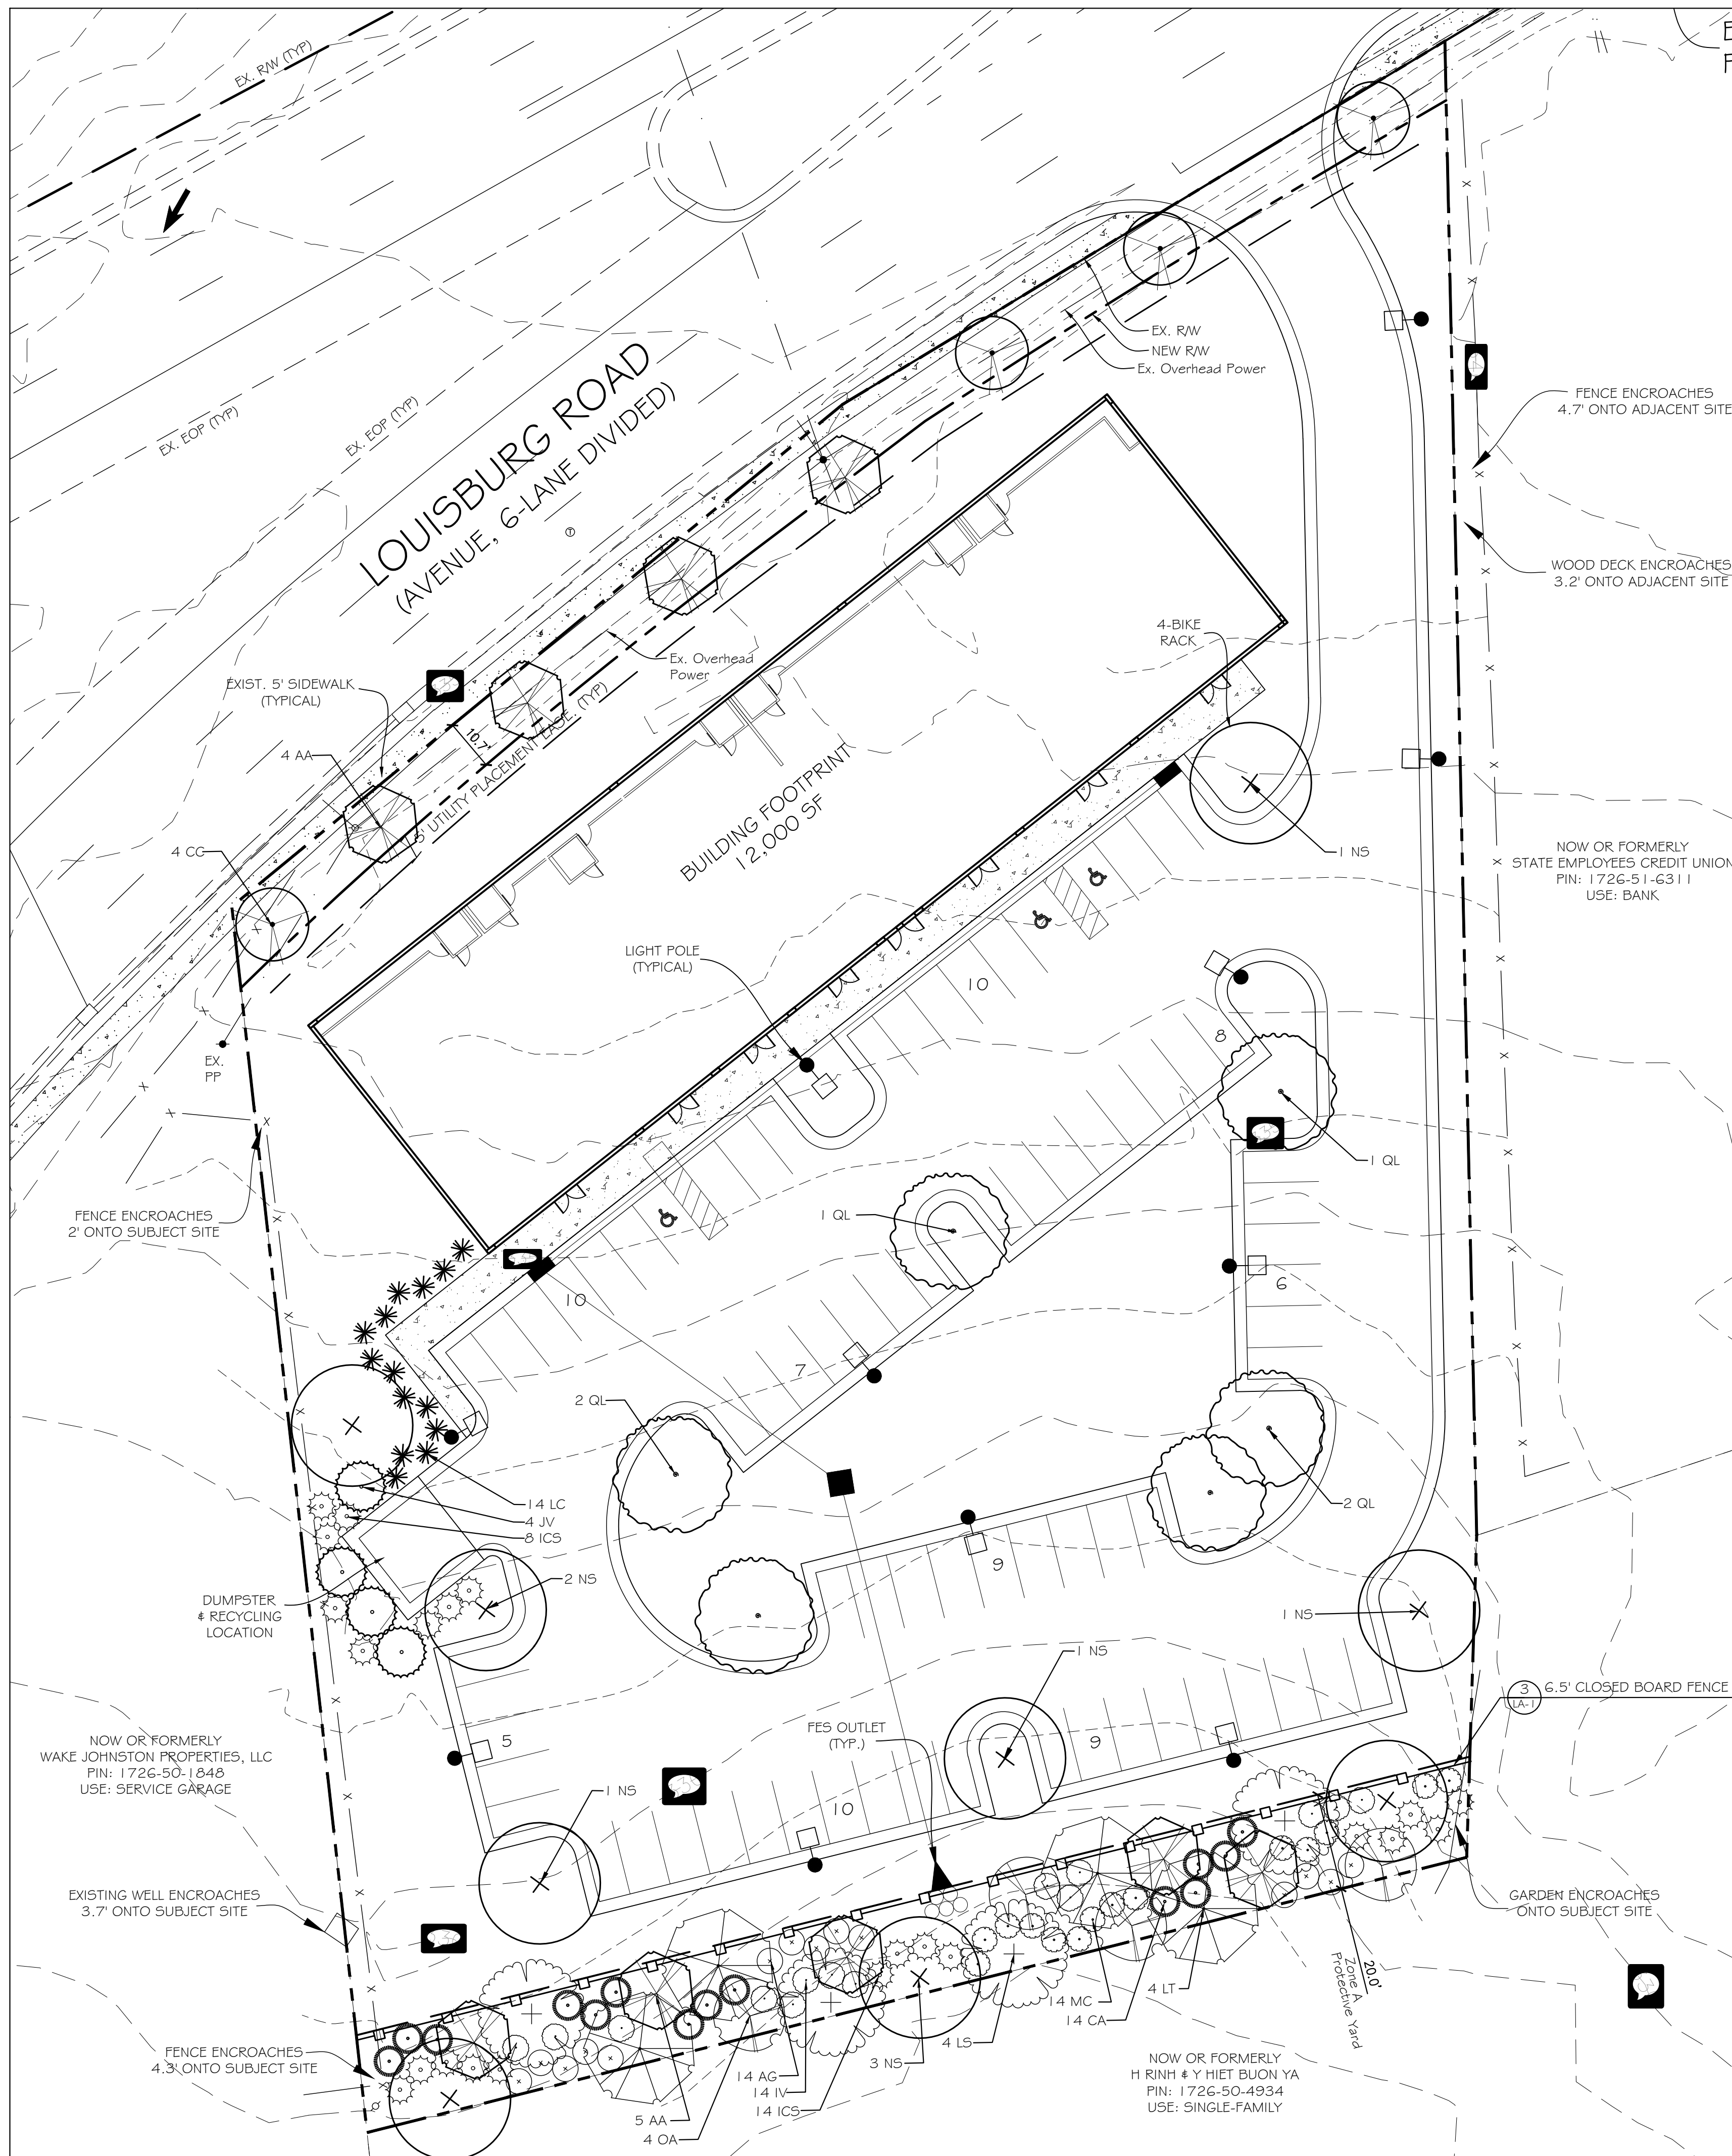 EX. R/W (TYP)
EX. R/W
NEW R/W
Ex. Overhead Power
FENCE ENCROACHES
4.7' ONTO ADJACENT SITE
EX. EOP (TYP)
EX. EOP (TYP)
LOUISBURG ROAD
(AVENUE, 6-LANE DIVIDED)
WOOD DECK ENCROACHES
3.2' ONTO ADJACENT SITE
4-BIKE
RACK
Ex. Overhead
Power
EXIST. 5' SIDEWALK
(TYPICAL)
10.7'
5' UTILITY PLACEMENT EASE. (TYP)
4 AA
4 CC
BUILDING FOOTPRINT
12,000 SF
1 NS
NOW OR FORMERLY
STATE EMPLOYEES CREDIT UNION
PIN: 1726-51-6311
USE: BANK
LIGHT POLE
(TYPICAL)
10
8
EX.
PP
1 QL
FENCE ENCROACHES
2' ONTO SUBJECT SITE
1 QL
10
6
7
2 QL
2 QL
14 LC
4 JV
8 ICS
9
2 NS
DUMPSTER
& RECYCLING
LOCATION
1 NS
1 NS
3
LA-1
6.5' CLOSED BOARD FENCE
NOW OR FORMERLY
WAKE JOHNSTON PROPERTIES, LLC
PIN: 1726-50-1848
USE: SERVICE GARAGE
5
FES OUTLET
(TYP.)
9
1 NS
10
EXISTING WELL ENCROACHES
3.7' ONTO SUBJECT SITE
GARDEN ENCROACHES
ONTO SUBJECT SITE
20.0'
Zone A
Protective Yard
4 LT
14 MC
14 CA
4 LS
3 NS
FENCE ENCROACHES
4.3' ONTO SUBJECT SITE
14 AG
14 IV
14 ICS
5 AA
4 OA
NOW OR FORMERLY
H RINH & Y HIET BUON YA
PIN: 1726-50-4934
USE: SINGLE-FAMILY